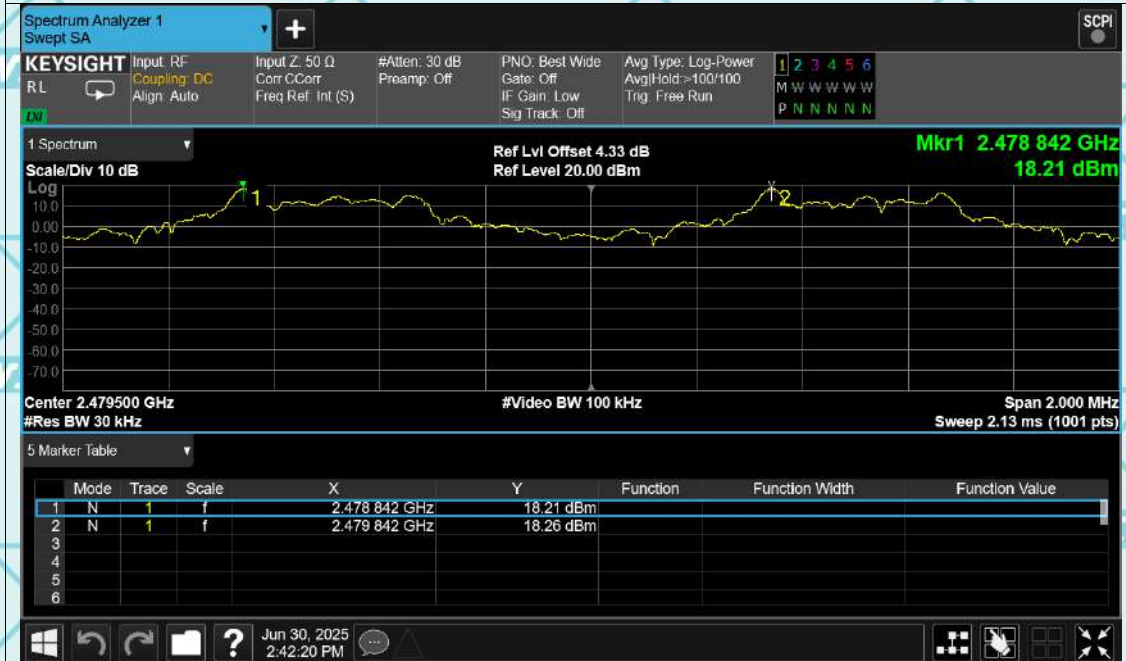 Spectrum Analyzer 1
Swept SA
+
SCPI
KEYSIGHT
RL
LXI
Input: RF
Coupling: DC
Align: Auto
Input Z: 50 Ω
Corr CCorr
Freq Ref: Int (S)
#Atten: 30 dB
Preamp: Off
PNO: Best Wide
Gate: Off
IF Gain: Low
Sig Track: Off
Avg Type: Log-Power
Avg|Hold:>100/100
Trig: Free Run
1 2 3 4 5 6
M W W W W W
P N N N N N
1 Spectrum
Scale/Div 10 dB
Ref Lvl Offset 4.33 dB
Ref Level 20.00 dBm
Mkr1 2.478 842 GHz
18.21 dBm
Log
10.0
0.00
-10.0
-20.0
-30.0
-40.0
-50.0
-60.0
-70.0
1
2
Center 2.479500 GHz
#Res BW 30 kHz
#Video BW 100 kHz
Span 2.000 MHz
Sweep 2.13 ms (1001 pts)
5 Marker Table
Mode Trace Scale X Y Function Function Width Function Value
1 N 1 f 2.478 842 GHz 18.21 dBm
2 N 1 f 2.479 842 GHz 18.26 dBm
3
4
5
6
?
Jun 30, 2025
2:42:20 PM